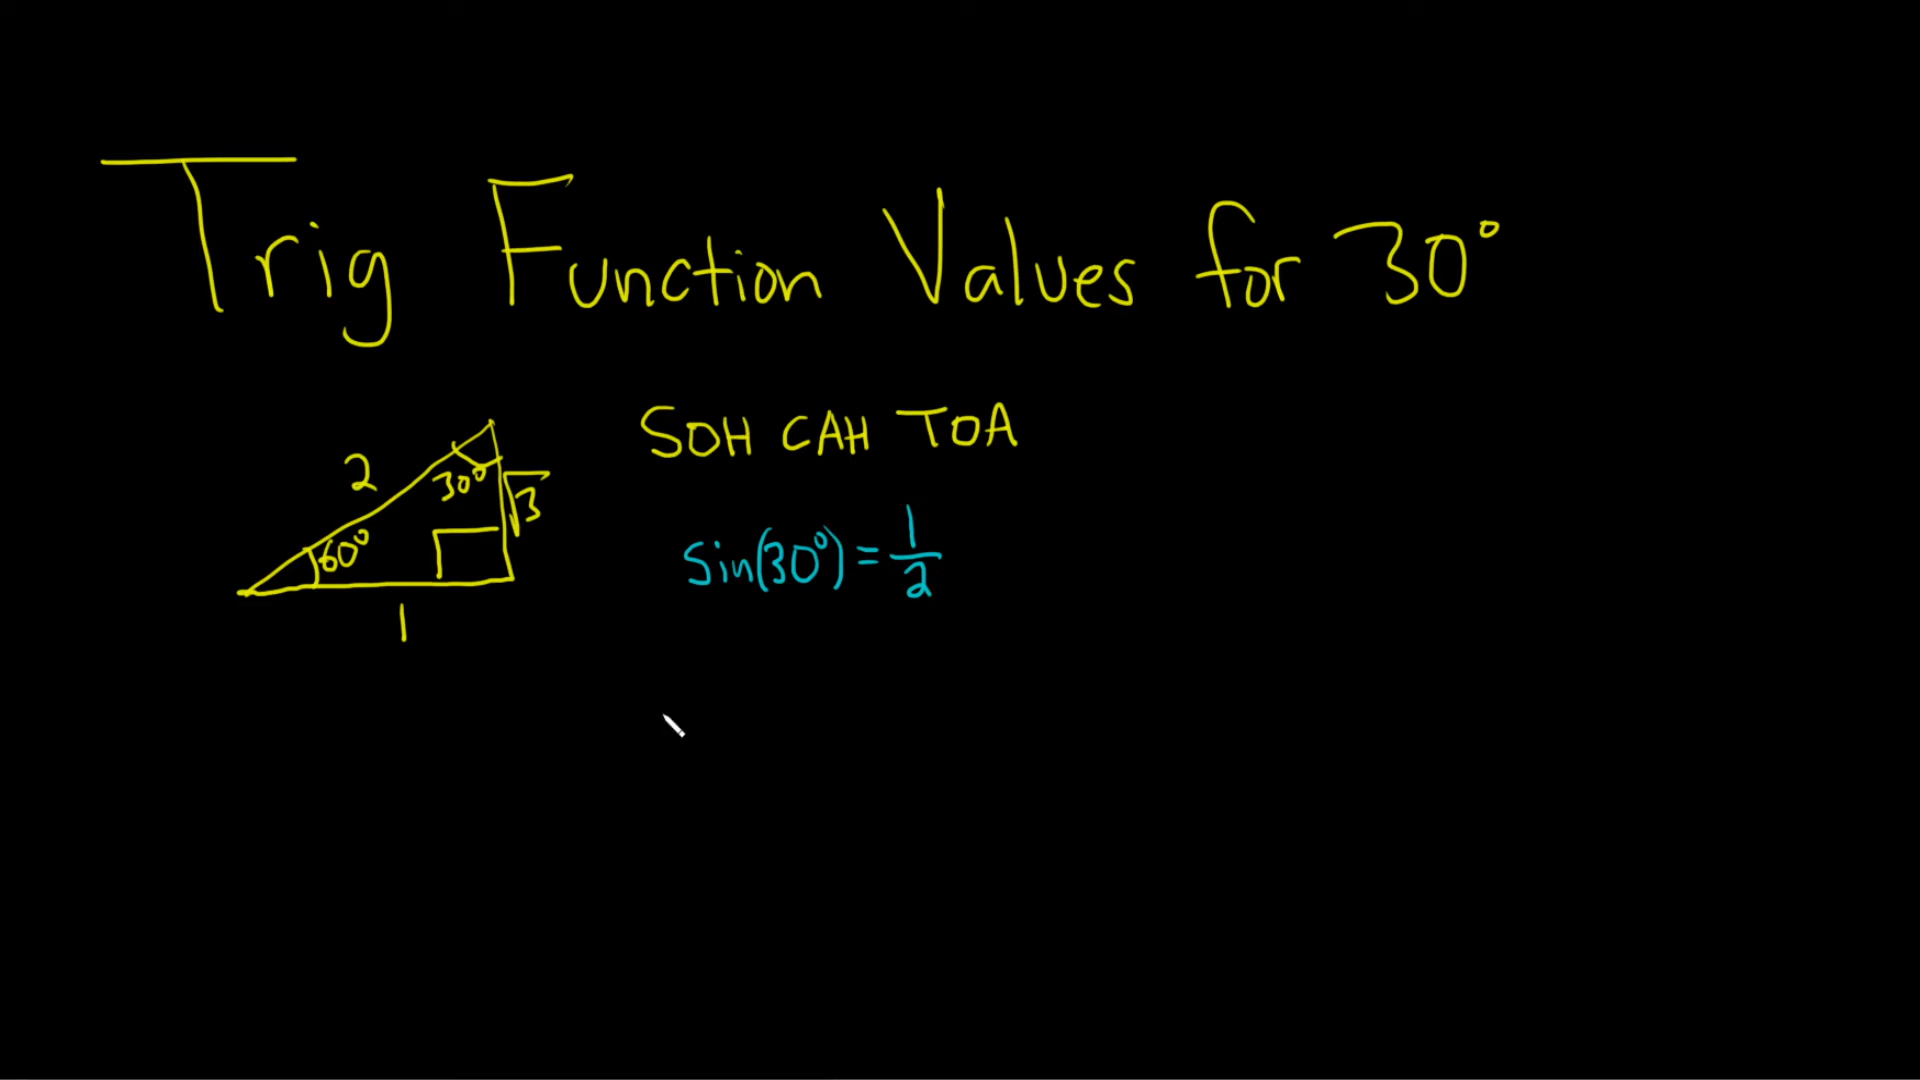 Trig Function Values for 30°
SOH CAH TOA
2
30°
√3
60°
sin(30°) = 1/2
1